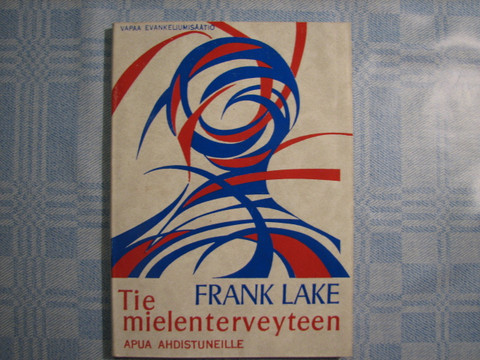 VAPAA EVANKELIUMISÄÄTIÖ
FRANK LAKE
Tie
mielenterveyteen
APUA AHDISTUNEILLE